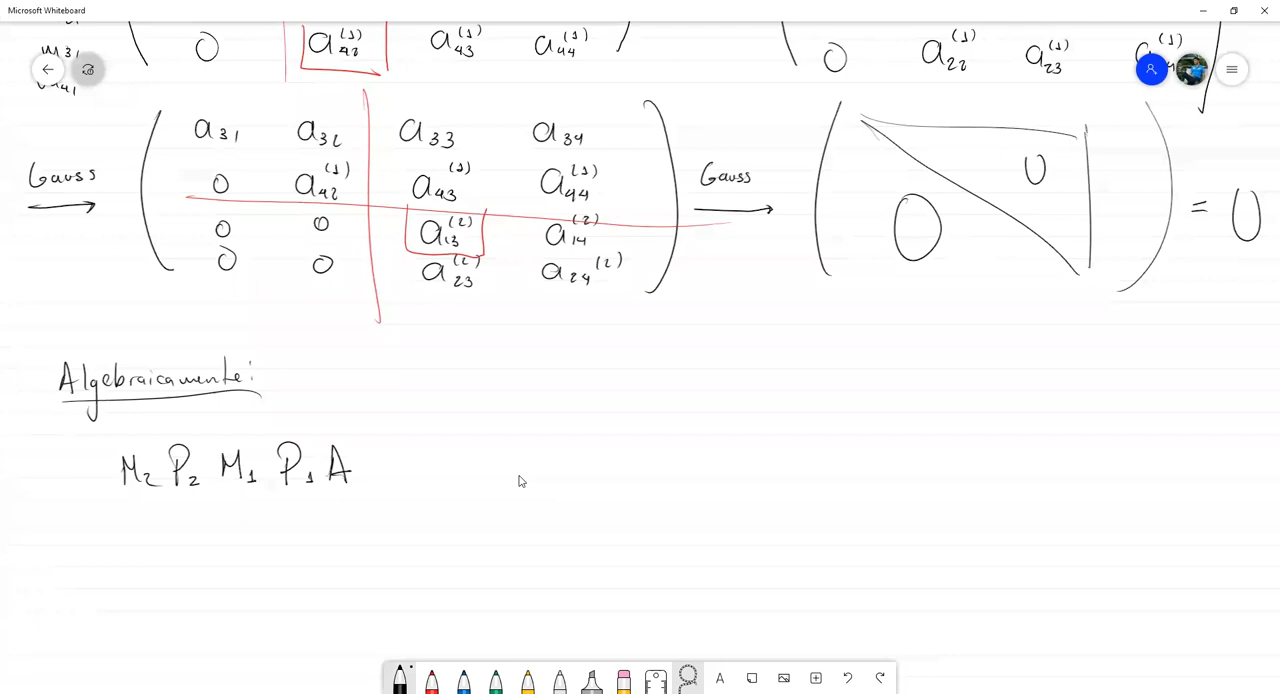 Microsoft Whiteboard
0 a₄₂⁽¹⁾ a₄₃⁽¹⁾ a₄₄⁽¹⁾ 0 a₂₂⁽¹⁾ a₂₃⁽¹⁾
m₃₁
Gauss a₃₁ a₃₂ a₃₃ a₃₄ Gauss 0 0 = U
0 a₄₂⁽¹⁾ a₄₃⁽¹⁾ a₄₄⁽¹⁾
0 0 a₁₃⁽²⁾ a₁₄⁽²⁾
0 0 a₂₃⁽²⁾ a₂₄⁽²⁾
Algebraicamente:
M₂ P₂ M₁ P₁ A